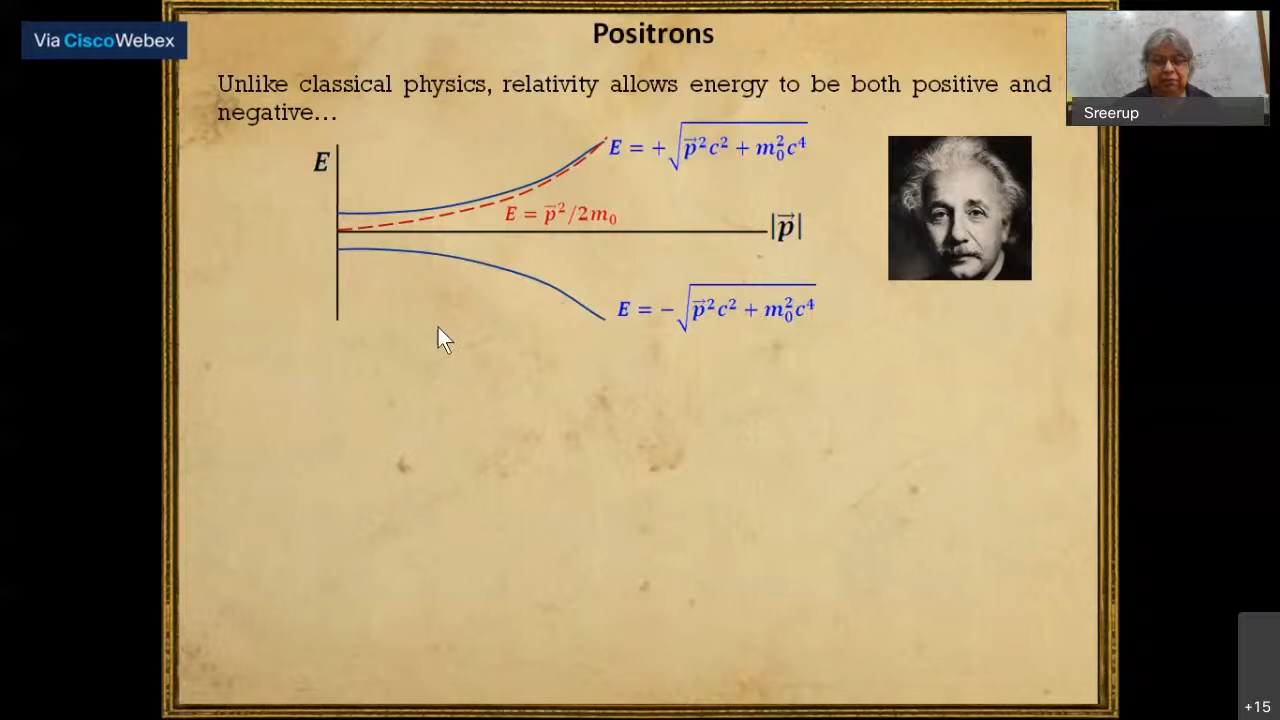 Via CiscoWebex
Positrons
Sreerup
Unlike classical physics, relativity allows energy to be both positive and
negative…
E
E = +√(p⃗²c² + m₀²c⁴)
E = p⃗²/2m₀
|p⃗|
E = −√(p⃗²c² + m₀²c⁴)
+15